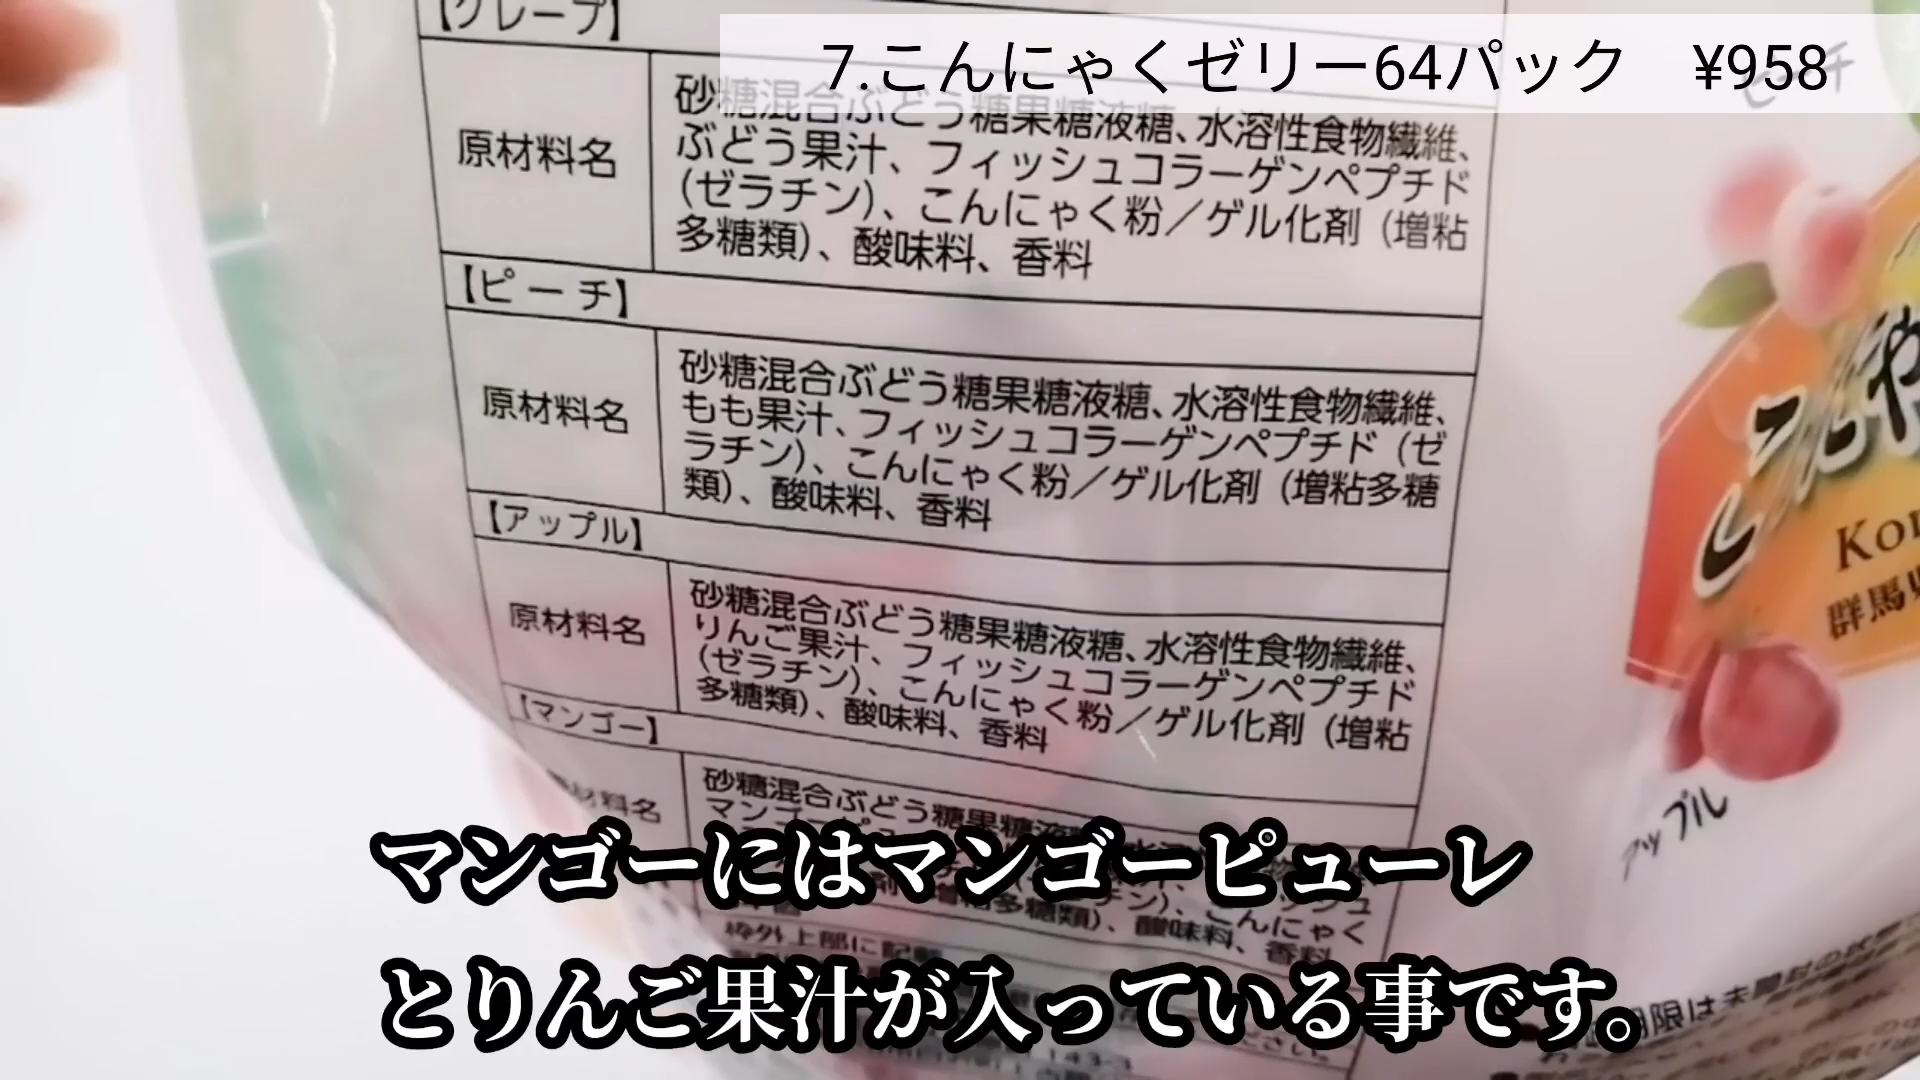 【グレープ】
7.こんにゃくゼリー64パック ¥958
原材料名
砂糖混合ぶどう糖果糖液糖、水溶性食物繊維、
ぶどう果汁、フィッシュコラーゲンペプチド
(ゼラチン)、こんにゃく粉/ゲル化剤(増粘
多糖類)、酸味料、香料
【ピーチ】
原材料名
砂糖混合ぶどう糖果糖液糖、水溶性食物繊維、
もも果汁、フィッシュコラーゲンペプチド(ゼ
ラチン)、こんにゃく粉/ゲル化剤(増粘多糖
類)、酸味料、香料
【アップル】
原材料名
砂糖混合ぶどう糖果糖液糖、水溶性食物繊維、
りんご果汁、フィッシュコラーゲンペプチド
(ゼラチン)、こんにゃく粉/ゲル化剤(増粘
多糖類)、酸味料、香料
【マンゴー】
材料名
砂糖混合ぶどう糖果糖液
こんにゃ
Kon
群馬
アップル
マンゴーにはマンゴーピューレ
とりんご果汁が入っている事です。